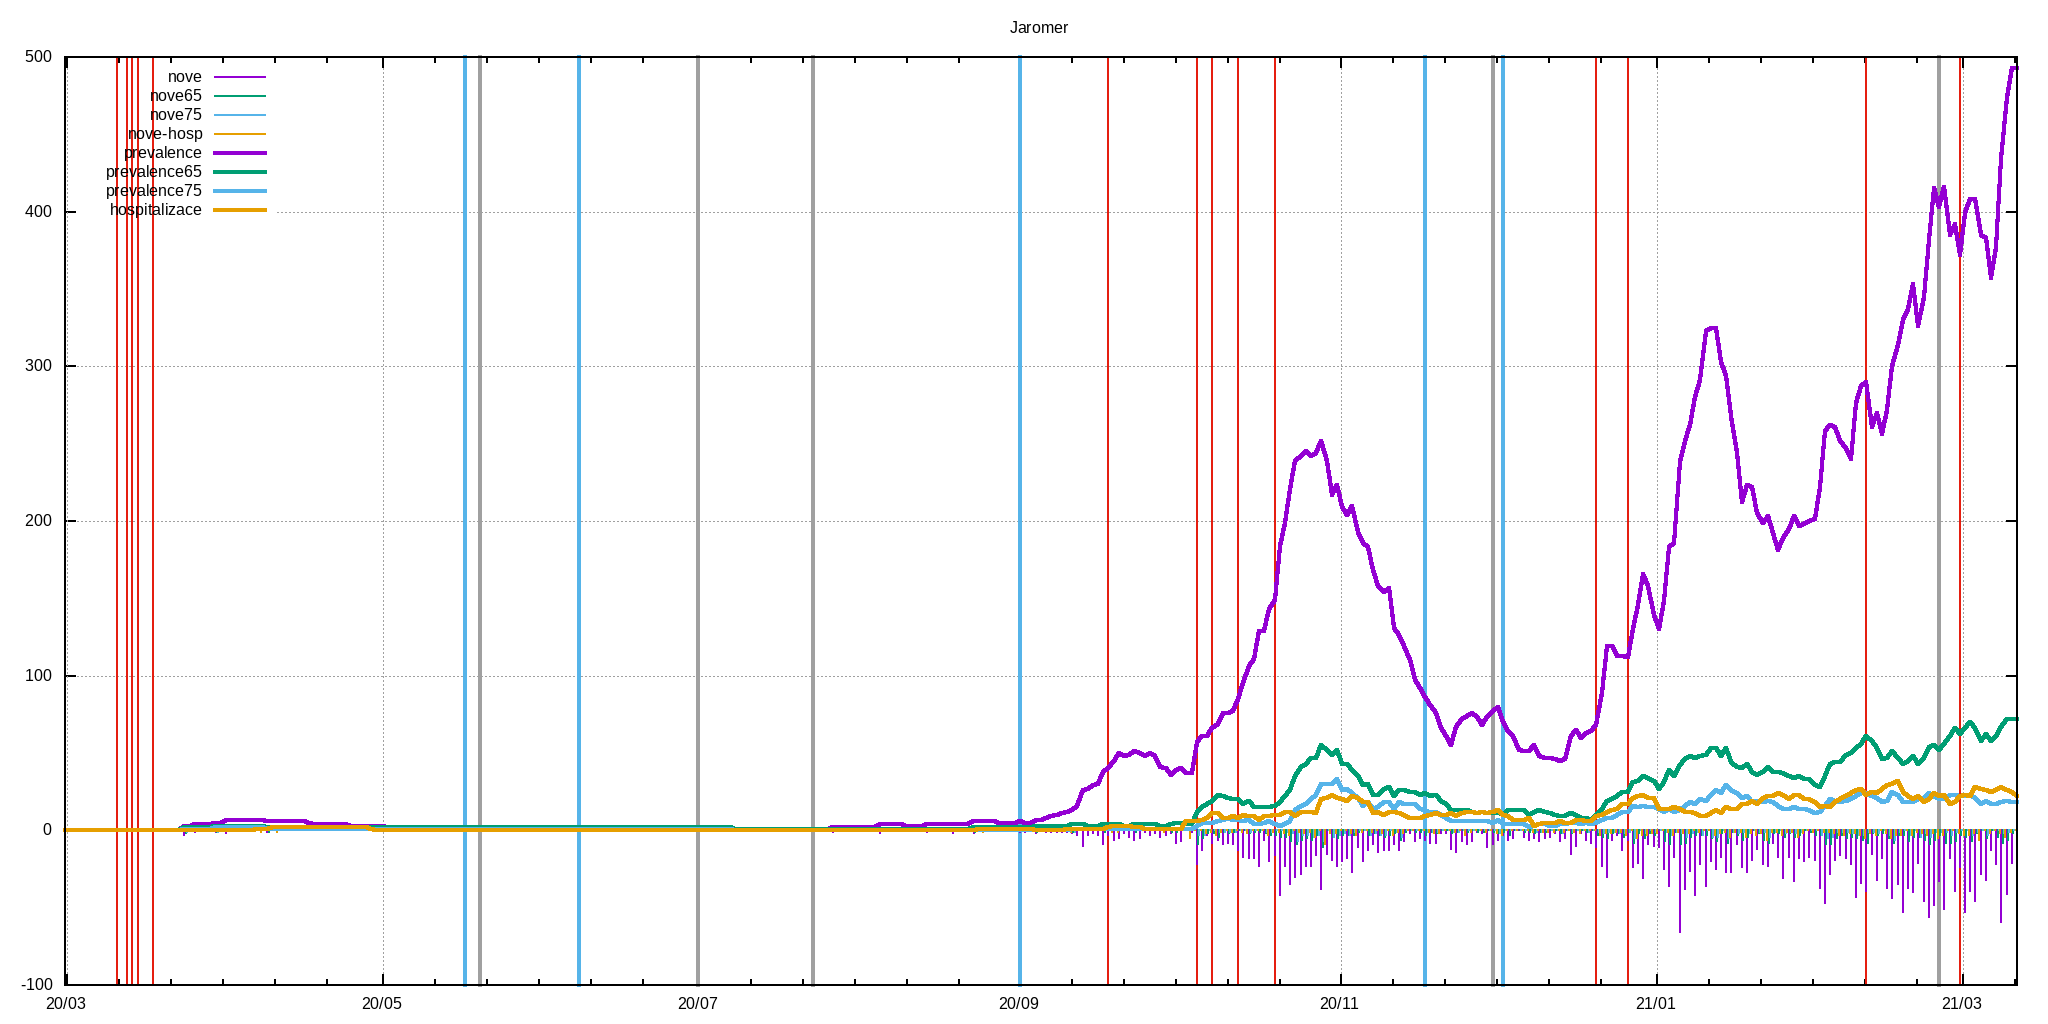 Jaromer
500
400
300
200
100
0
-100
nove
nove65
nove75
nove-hosp
prevalence
prevalence65
prevalence75
hospitalizace
20/03 20/05 20/07 20/09 20/11 21/01 21/03